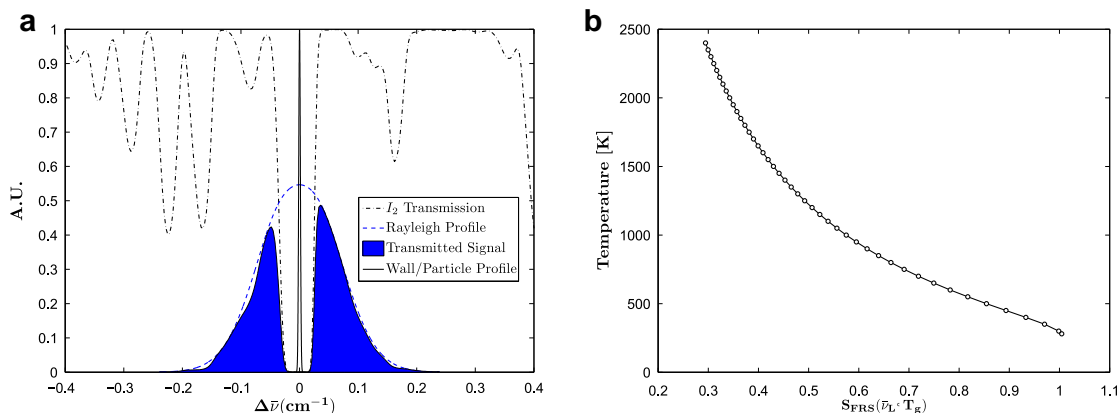 a
1
0.9
0.8
0.7
0.6
0.5
0.4
0.3
0.2
0.1
0
A.U.
I₂ Transmission
Rayleigh Profile
Transmitted Signal
Wall/Particle Profile
−0.4 −0.3 −0.2 −0.1 0 0.1 0.2 0.3 0.4
Δν̄(cm⁻¹)
b
2500
2000
1500
1000
500
0
Temperature [K]
0.2 0.3 0.4 0.5 0.6 0.7 0.8 0.9 1 1.1
S_FRS(ν̄_L, T_g)